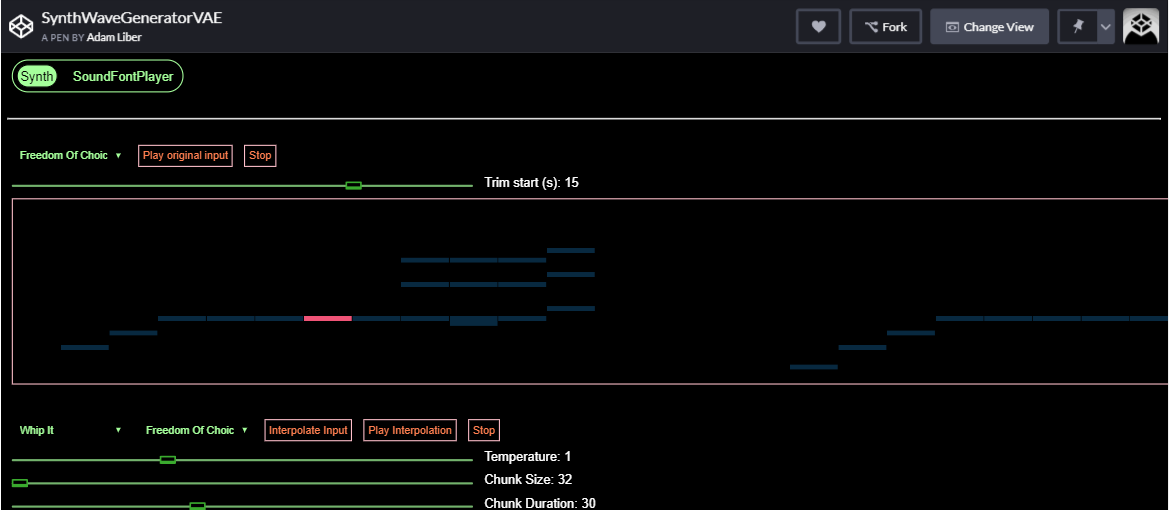 SynthWaveGeneratorVAE
A PEN BY Adam Liber
Fork
Change View
Synth SoundFontPlayer
Freedom Of Choic Play original input Stop
Trim start (s): 15
Whip It Freedom Of Choic Interpolate Input Play Interpolation Stop
Temperature: 1
Chunk Size: 32
Chunk Duration: 30